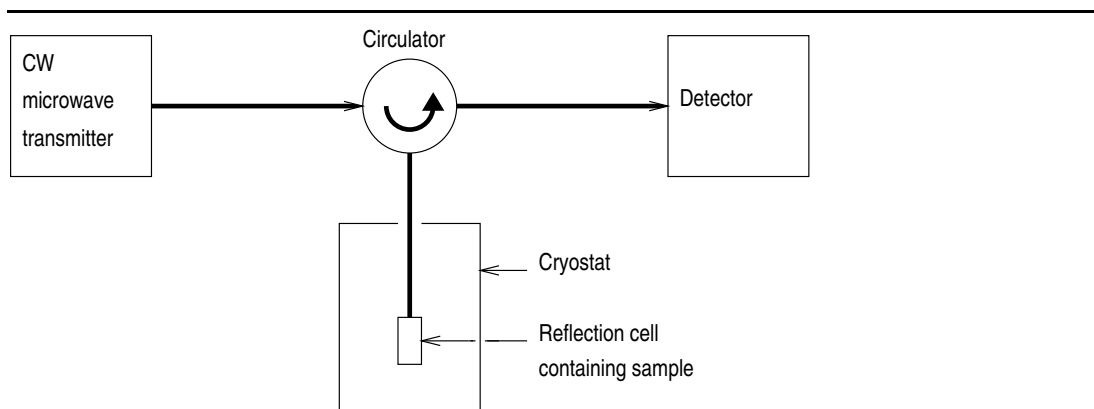 Circulator
CW
microwave
transmitter
Detector
Cryostat
Reflection cell
containing sample